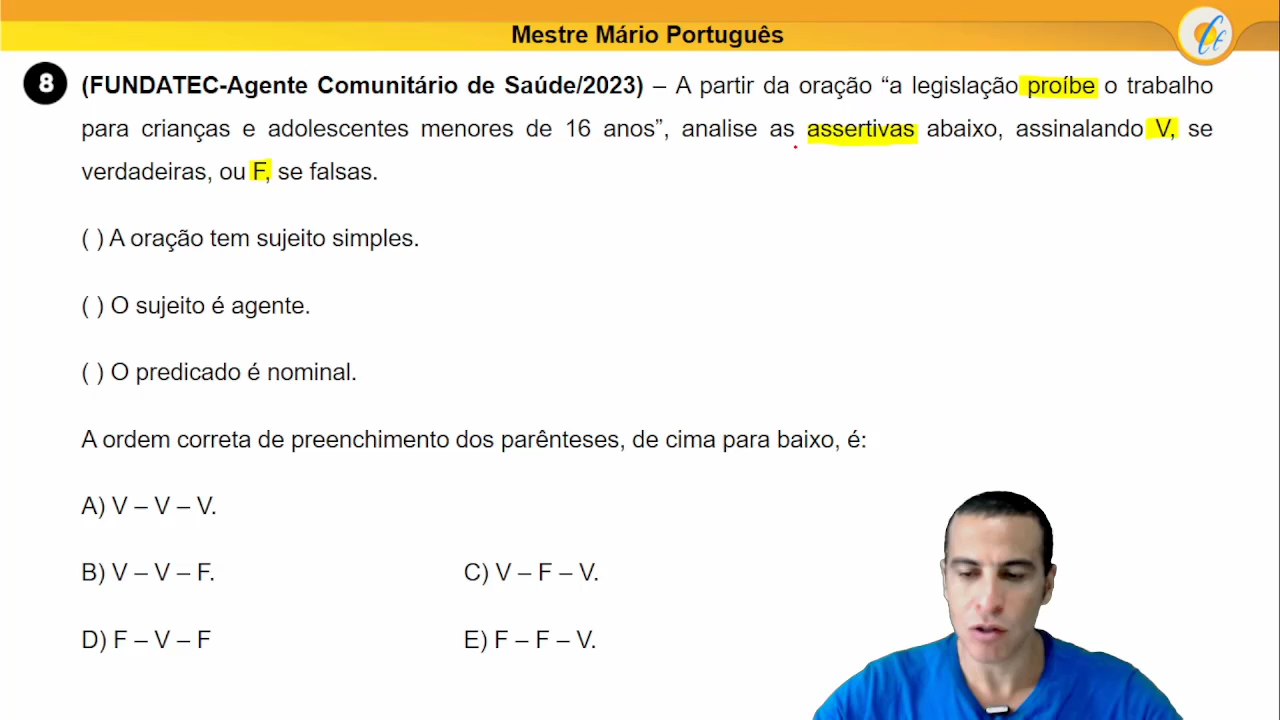 Mestre Mário Português
8 (FUNDATEC-Agente Comunitário de Saúde/2023) – A partir da oração “a legislação proíbe o trabalho
para crianças e adolescentes menores de 16 anos”, analise as assertivas abaixo, assinalando V, se
verdadeiras, ou F, se falsas.
( ) A oração tem sujeito simples.
( ) O sujeito é agente.
( ) O predicado é nominal.
A ordem correta de preenchimento dos parênteses, de cima para baixo, é:
A) V – V – V.
B) V – V – F. C) V – F – V.
D) F – V – F E) F – F – V.